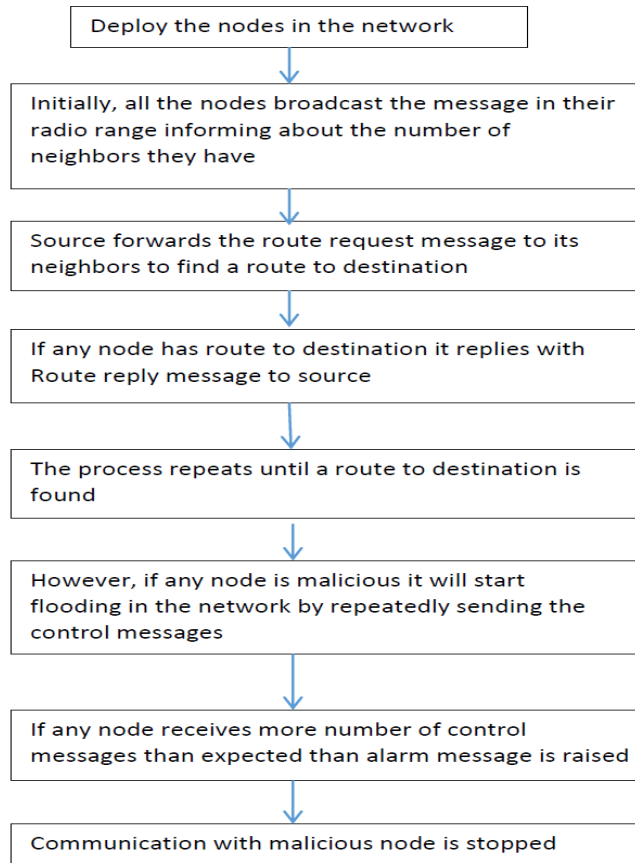 Deploy the nodes in the network
Initially, all the nodes broadcast the message in their
radio range informing about the number of
neighbors they have
Source forwards the route request message to its
neighbors to find a route to destination
If any node has route to destination it replies with
Route reply message to source
The process repeats until a route to destination is
found
However, if any node is malicious it will start
flooding in the network by repeatedly sending the
control messages
If any node receives more number of control
messages than expected than alarm message is raised
Communication with malicious node is stopped